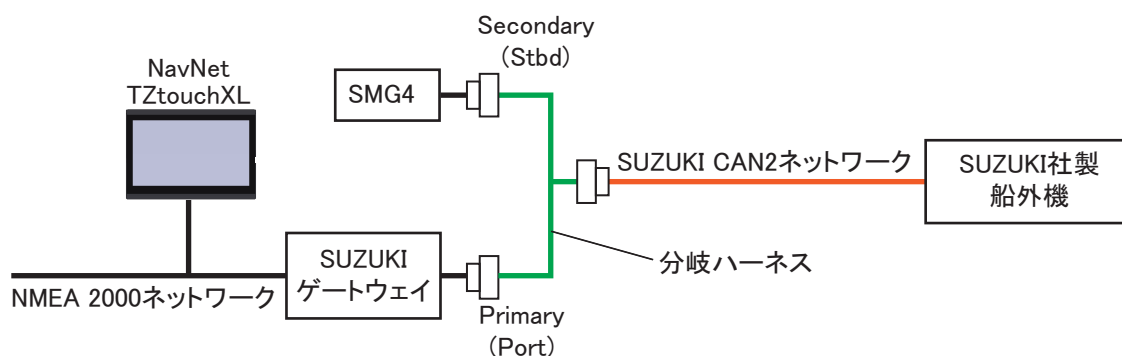 Secondary
(Stbd)
NavNet
TZtouchXL
SMG4
SUZUKI CAN2ネットワーク
SUZUKI社製
船外機
SUZUKI
ゲートウェイ
分岐ハーネス
NMEA 2000ネットワーク
Primary
(Port)